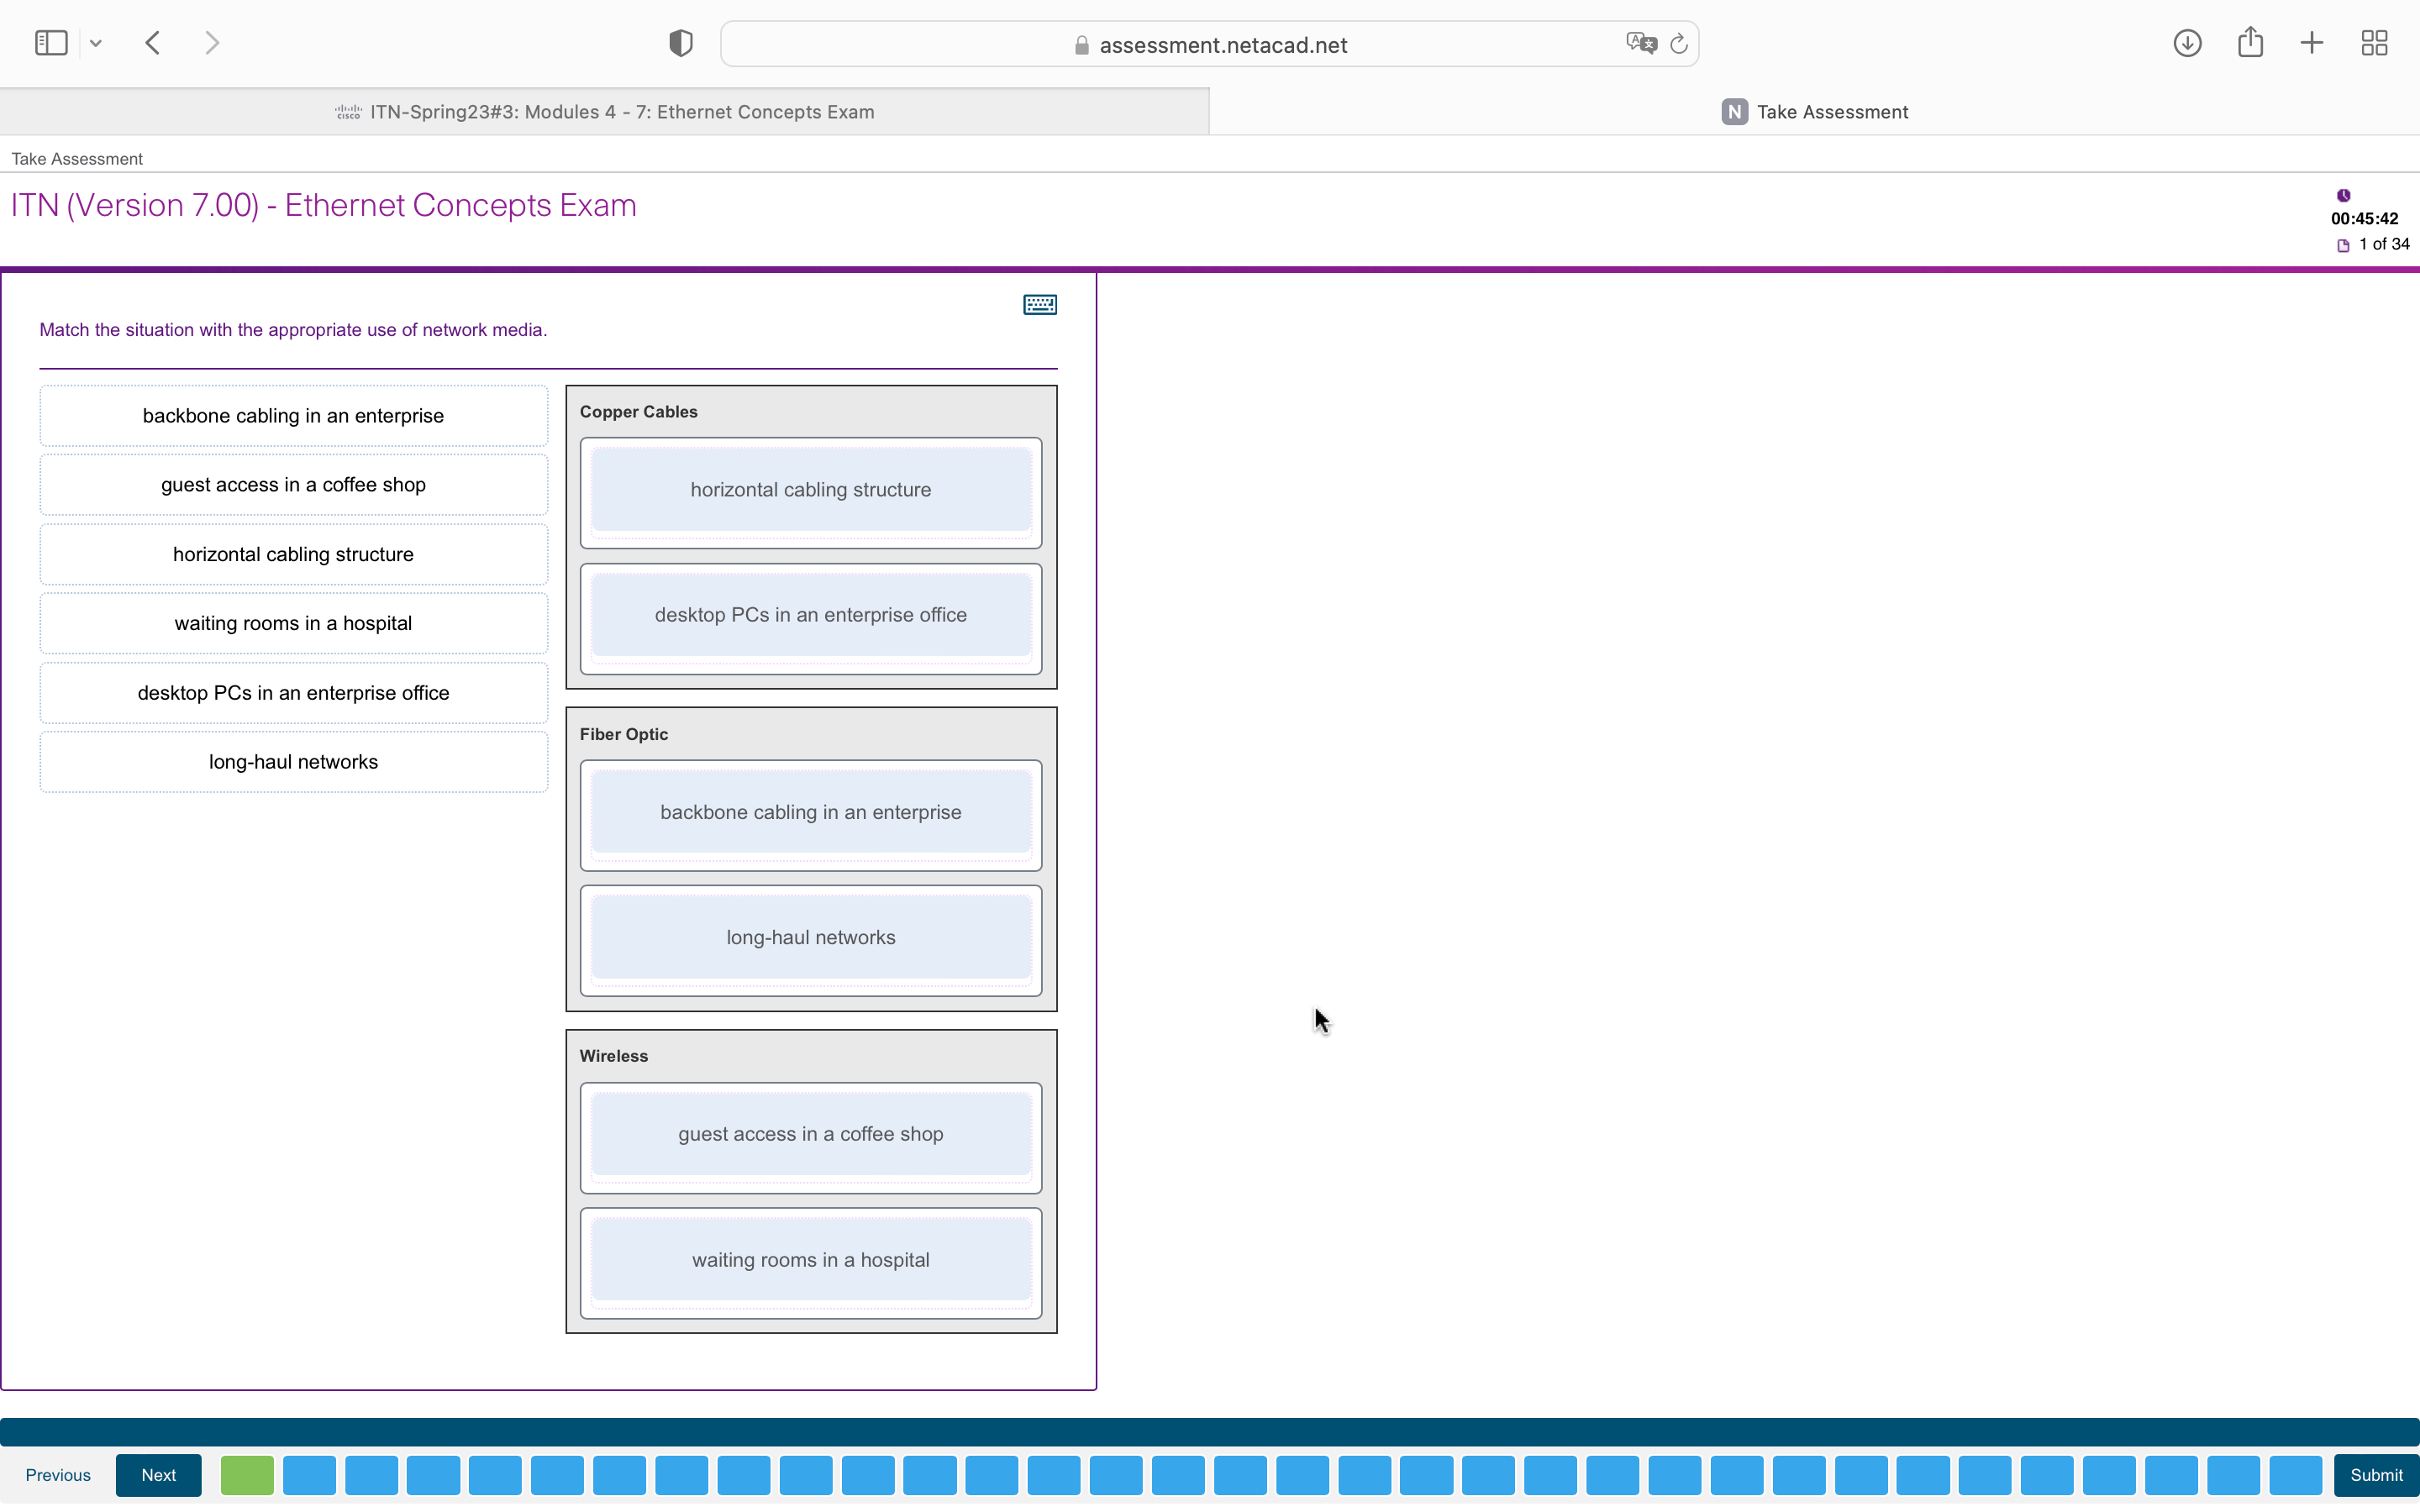 assessment.netacad.net
CISCO
ITN-Spring23#3: Modules 4 - 7: Ethernet Concepts Exam
N
Take Assessment
Take Assessment
ITN (Version 7.00) - Ethernet Concepts Exam
00:45:42
1 of 34
Match the situation with the appropriate use of network media.
backbone cabling in an enterprise
guest access in a coffee shop
horizontal cabling structure
waiting rooms in a hospital
desktop PCs in an enterprise office
long-haul networks
Copper Cables
horizontal cabling structure
desktop PCs in an enterprise office
Fiber Optic
backbone cabling in an enterprise
long-haul networks
Wireless
guest access in a coffee shop
waiting rooms in a hospital
Previous
Next
Submit